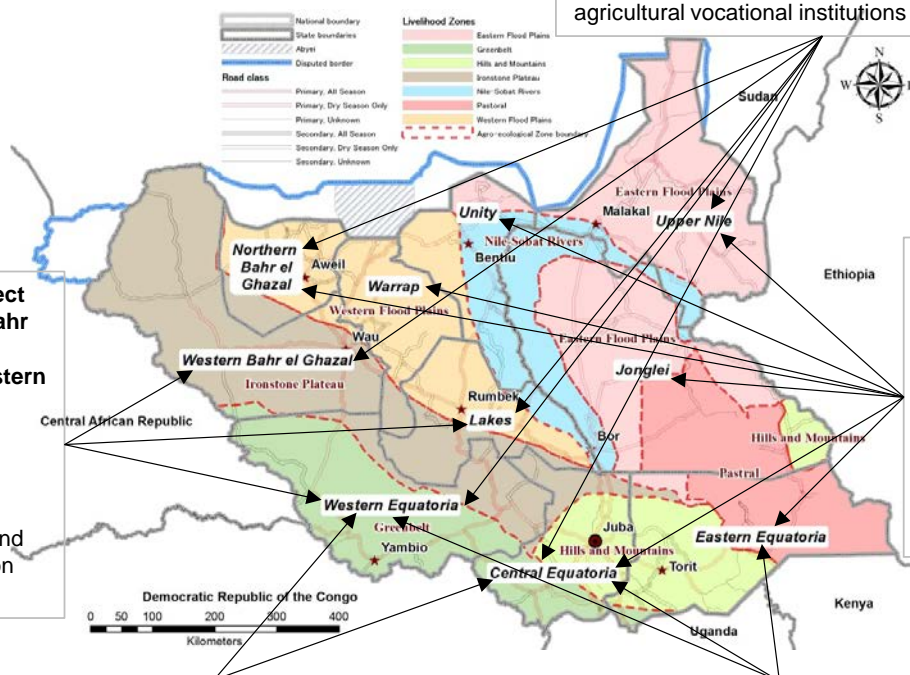 agricultural vocational institutions
National boundary
State boundaries
Abyei
Disputed border
Road class
Primary, All Season
Primary, Dry Season Only
Primary, Unknown
Secondary, All Season
Secondary, Dry Season Only
Secondary, Unknown
Livelihood Zones
Eastern Flood Plains
Greenbelt
Hills and Mountains
Ironstone Plateau
Nile-Sobat Rivers
Pastoral
Western Flood Plains
Agro-ecological Zone boundary
N
W
S
Sudan
Eastern Flood Plains
Upper Nile
Malakal
Unity
Nile-Sobat Rivers
Bentiu
Northern
Bahr el
Ghazal
Aweil
Warrap
Western Flood Plains
Ethiopia
ect
ahr
stern
Wau
Western Bahr el Ghazal
Ironstone Plateau
Eastern Flood Plains
Jonglei
Rumbek
Lakes
Central African Republic
Bor
Hills and Mountains
Pastral
Western Equatoria
Greenbelt
Yambio
Juba
Hills and Mountains
Eastern Equatoria
Central Equatoria
Torit
nd
on
Democratic Republic of the Congo
0 50 100 200 300 400
Kilometers
Kenya
Uganda